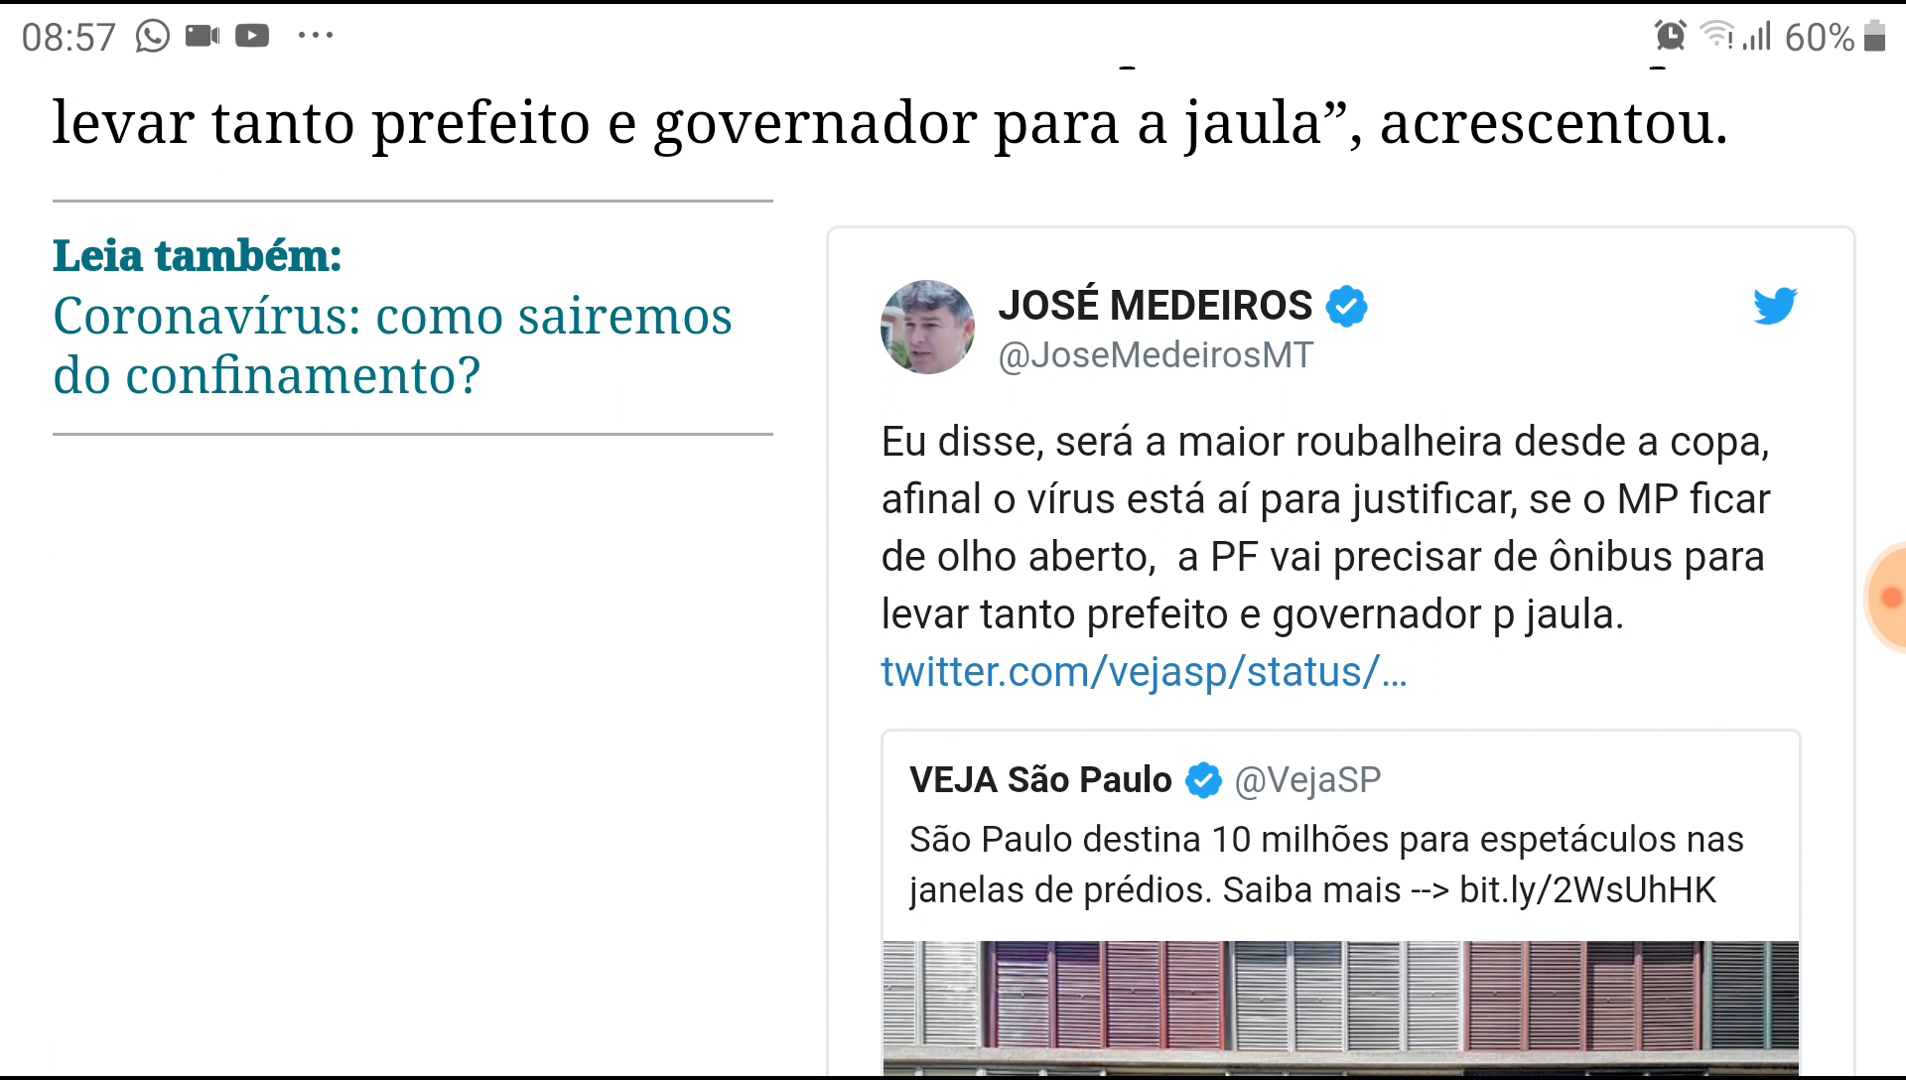 08:57
60%
levar tanto prefeito e governador para a jaula”, acrescentou.
Leia também:
Coronavírus: como sairemos
do confinamento?
JOSÉ MEDEIROS
@JoseMedeirosMT
Eu disse, será a maior roubalheira desde a copa,
afinal o vírus está aí para justificar, se o MP ficar
de olho aberto,  a PF vai precisar de ônibus para
levar tanto prefeito e governador p jaula.
twitter.com/vejasp/status/…
VEJA São Paulo @VejaSP
São Paulo destina 10 milhões para espetáculos nas
janelas de prédios. Saiba mais --> bit.ly/2WsUhHK